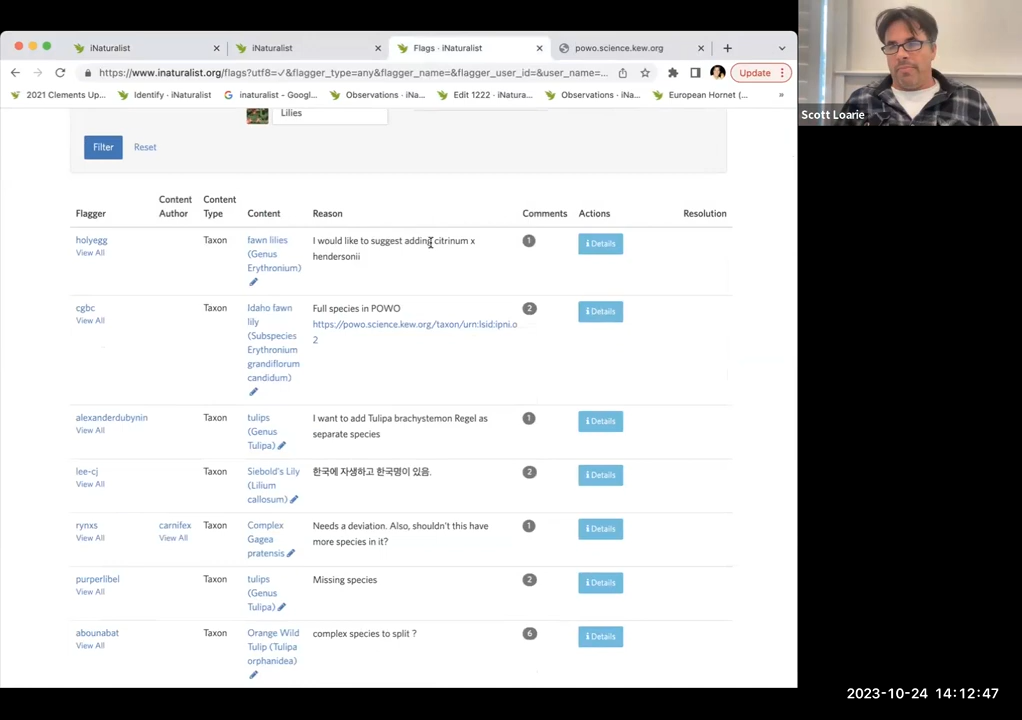 iNaturalist
iNaturalist
Flags · iNaturalist
powo.science.kew.org
https://www.inaturalist.org/flags?utf8=✓&flagger_type=any&flagger_name=&flagger_user_id=&user_name=...
Update
2021 Clements Up...
Identify · iNaturalist
inaturalist - Googl...
Observations · iNa...
Edit 1222 · iNatura...
Observations · iNa...
European Hornet (...
»
Scott Loarie
Lilies
Filter
Reset
Flagger
Content Author
Content Type
Content
Reason
Comments
Actions
Resolution
holyegg
View All
Taxon
fawn lilies
(Genus
Erythronium)
I would like to suggest adding citrinum x
hendersonii
1
Details
cgbc
View All
Taxon
Idaho fawn
lily
(Subspecies
Erythronium
grandiflorum
candidum)
Full species in POWO
https://powo.science.kew.org/taxon/urn:lsid:ipni.o
2
2
Details
alexanderdubynin
View All
Taxon
tulips
(Genus
Tulipa)
I want to add Tulipa brachystemon Regel as
separate species
1
Details
lee-cj
View All
Taxon
Siebold's Lily
(Lilium
callosum)
한국에 자생하고 한국명이 있음.
2
Details
rynxs
View All
carnifex
View All
Taxon
Complex
Gagea
pratensis
Needs a deviation. Also, shouldn't this have
more species in it?
1
Details
purperlibel
View All
Taxon
tulips
(Genus
Tulipa)
Missing species
2
Details
abounabat
View All
Taxon
Orange Wild
Tulip (Tulipa
orphanidea)
complex species to split ?
6
Details
2023-10-24 14:12:47